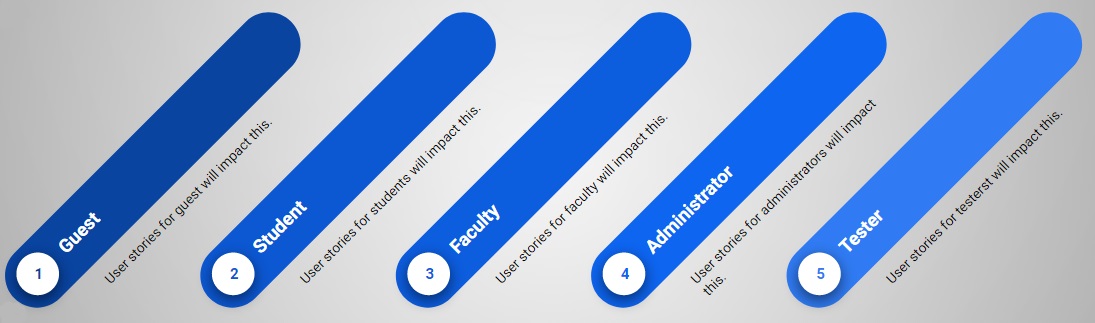 1
Guest
User stories for guest will impact this.
2
Student
User stories for students will impact this.
3
Faculty
User stories for faculty will impact this.
4
Administrator
User stories for administrators will impact
this.
5
Tester
User stories for testerst will impact this.